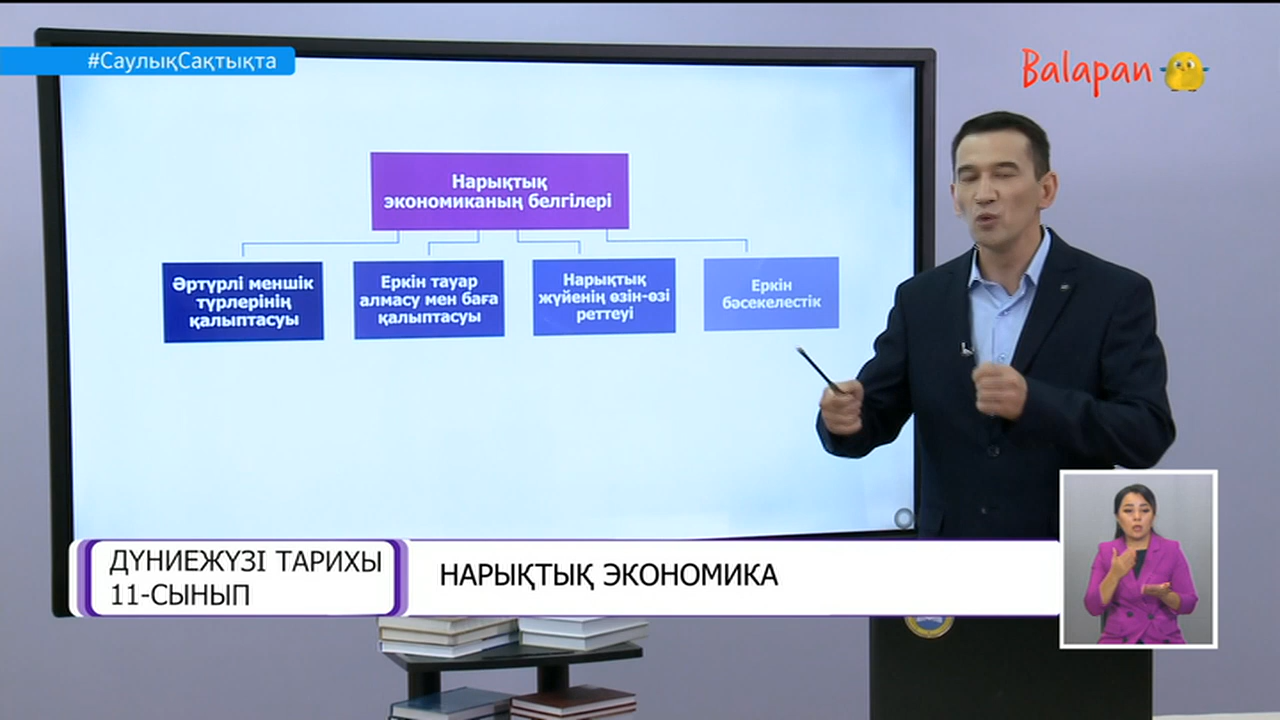 #СаулықСақтықта
Balapan
Нарықтық
экономиканың белгілері
Әртүрлі меншік
түрлерінің
қалыптасуы
Еркін тауар
алмасу мен баға
қалыптасуы
Нарықтық
жүйенің өзін-өзі
реттеуі
Еркін
бәсекелестік
ДҮНИЕЖҮЗІ ТАРИХЫ
11-СЫНЫП
НАРЫҚТЫҚ ЭКОНОМИКА